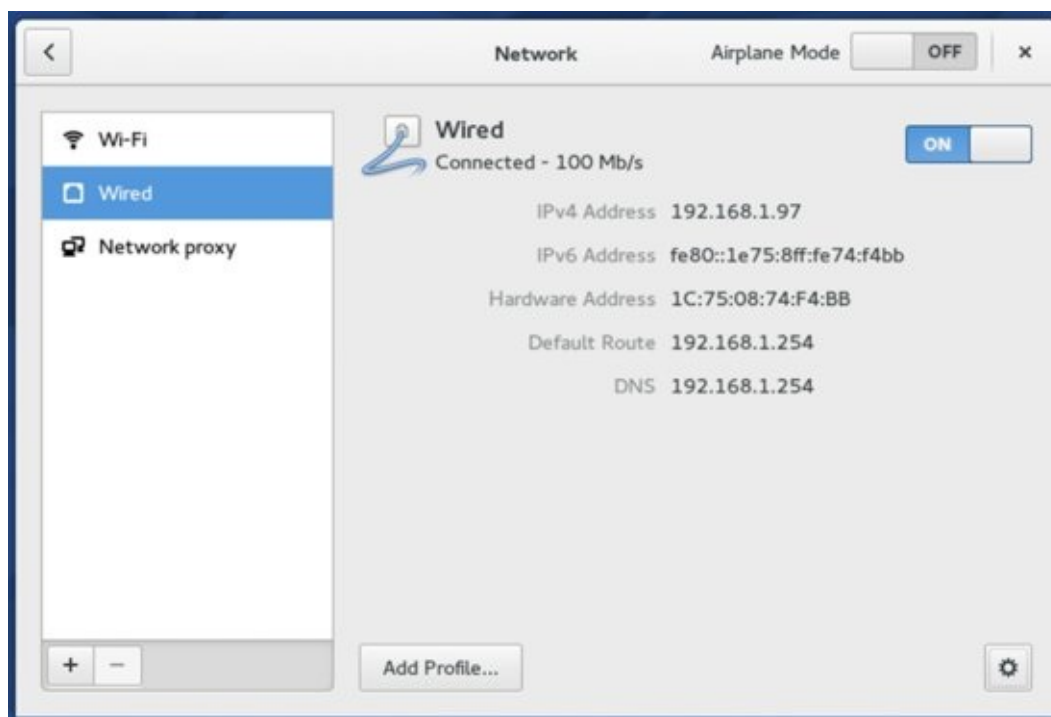 Network
Airplane Mode OFF
Wi-Fi
Wired
Network proxy
Wired
Connected - 100 Mb/s
ON
IPv4 Address 192.168.1.97
IPv6 Address fe80::1e75:8ff:fe74:f4bb
Hardware Address 1C:75:08:74:F4:BB
Default Route 192.168.1.254
DNS 192.168.1.254
Add Profile...